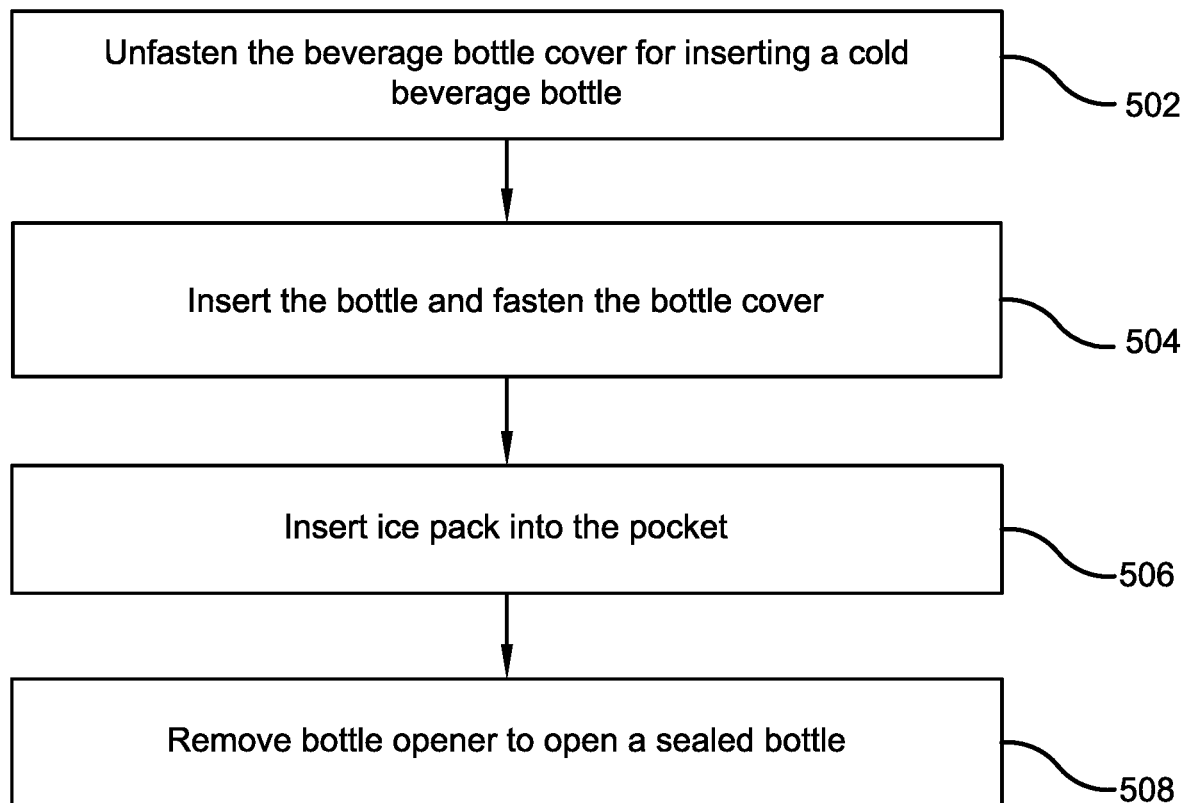 Unfasten the beverage bottle cover for inserting a cold
beverage bottle
502
Insert the bottle and fasten the bottle cover
504
Insert ice pack into the pocket
506
Remove bottle opener to open a sealed bottle
508